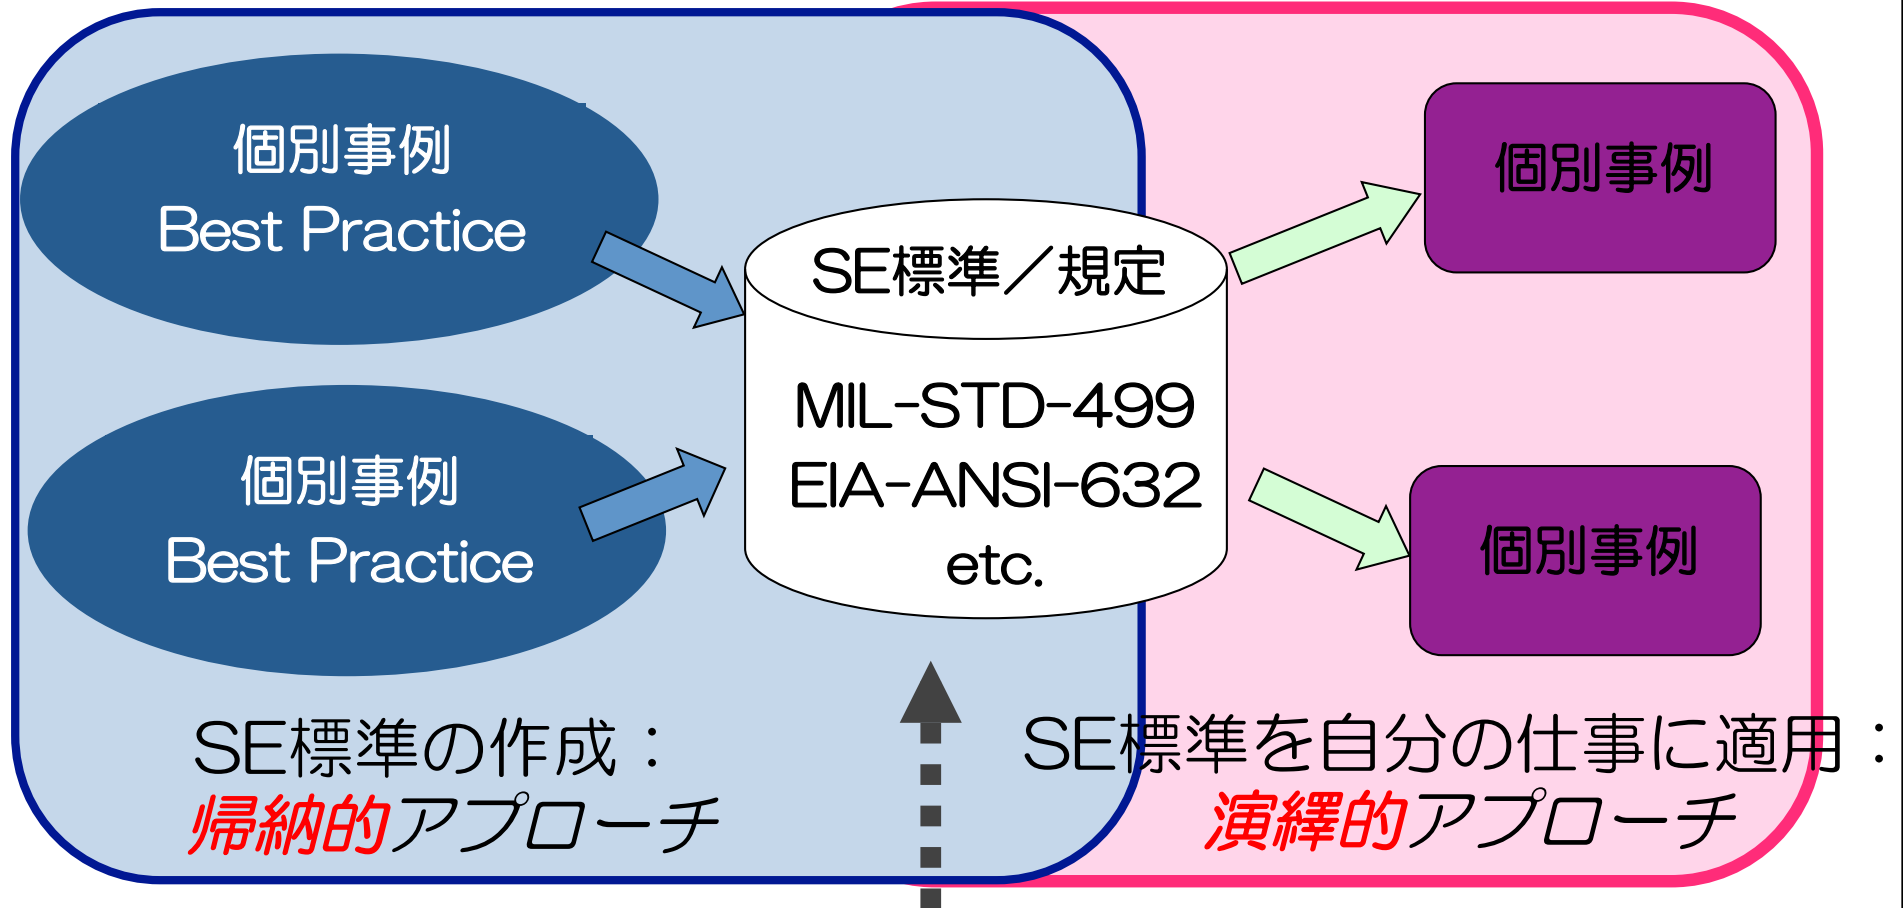 個別事例
Best Practice
個別事例
Best Practice
SE標準／規定
MIL-STD-499
EIA-ANSI-632
etc.
個別事例
個別事例
SE標準の作成：
帰納的アプローチ
SE標準を自分の仕事に適用：
演繹的アプローチ